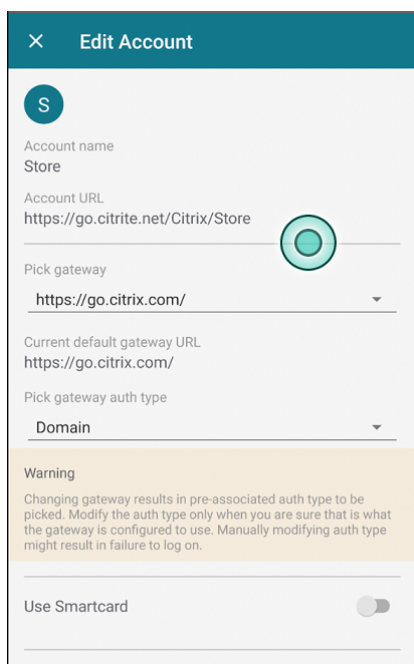 Edit Account
S
Account name
Store
Account URL
https://go.citrite.net/Citrix/Store
Pick gateway
https://go.citrix.com/
Current default gateway URL
https://go.citrix.com/
Pick gateway auth type
Domain
Warning
Changing gateway results in pre-associated auth type to be
picked. Modify the auth type only when you are sure that is what
the gateway is configured to use. Manually modifying auth type
might result in failure to log on.
Use Smartcard